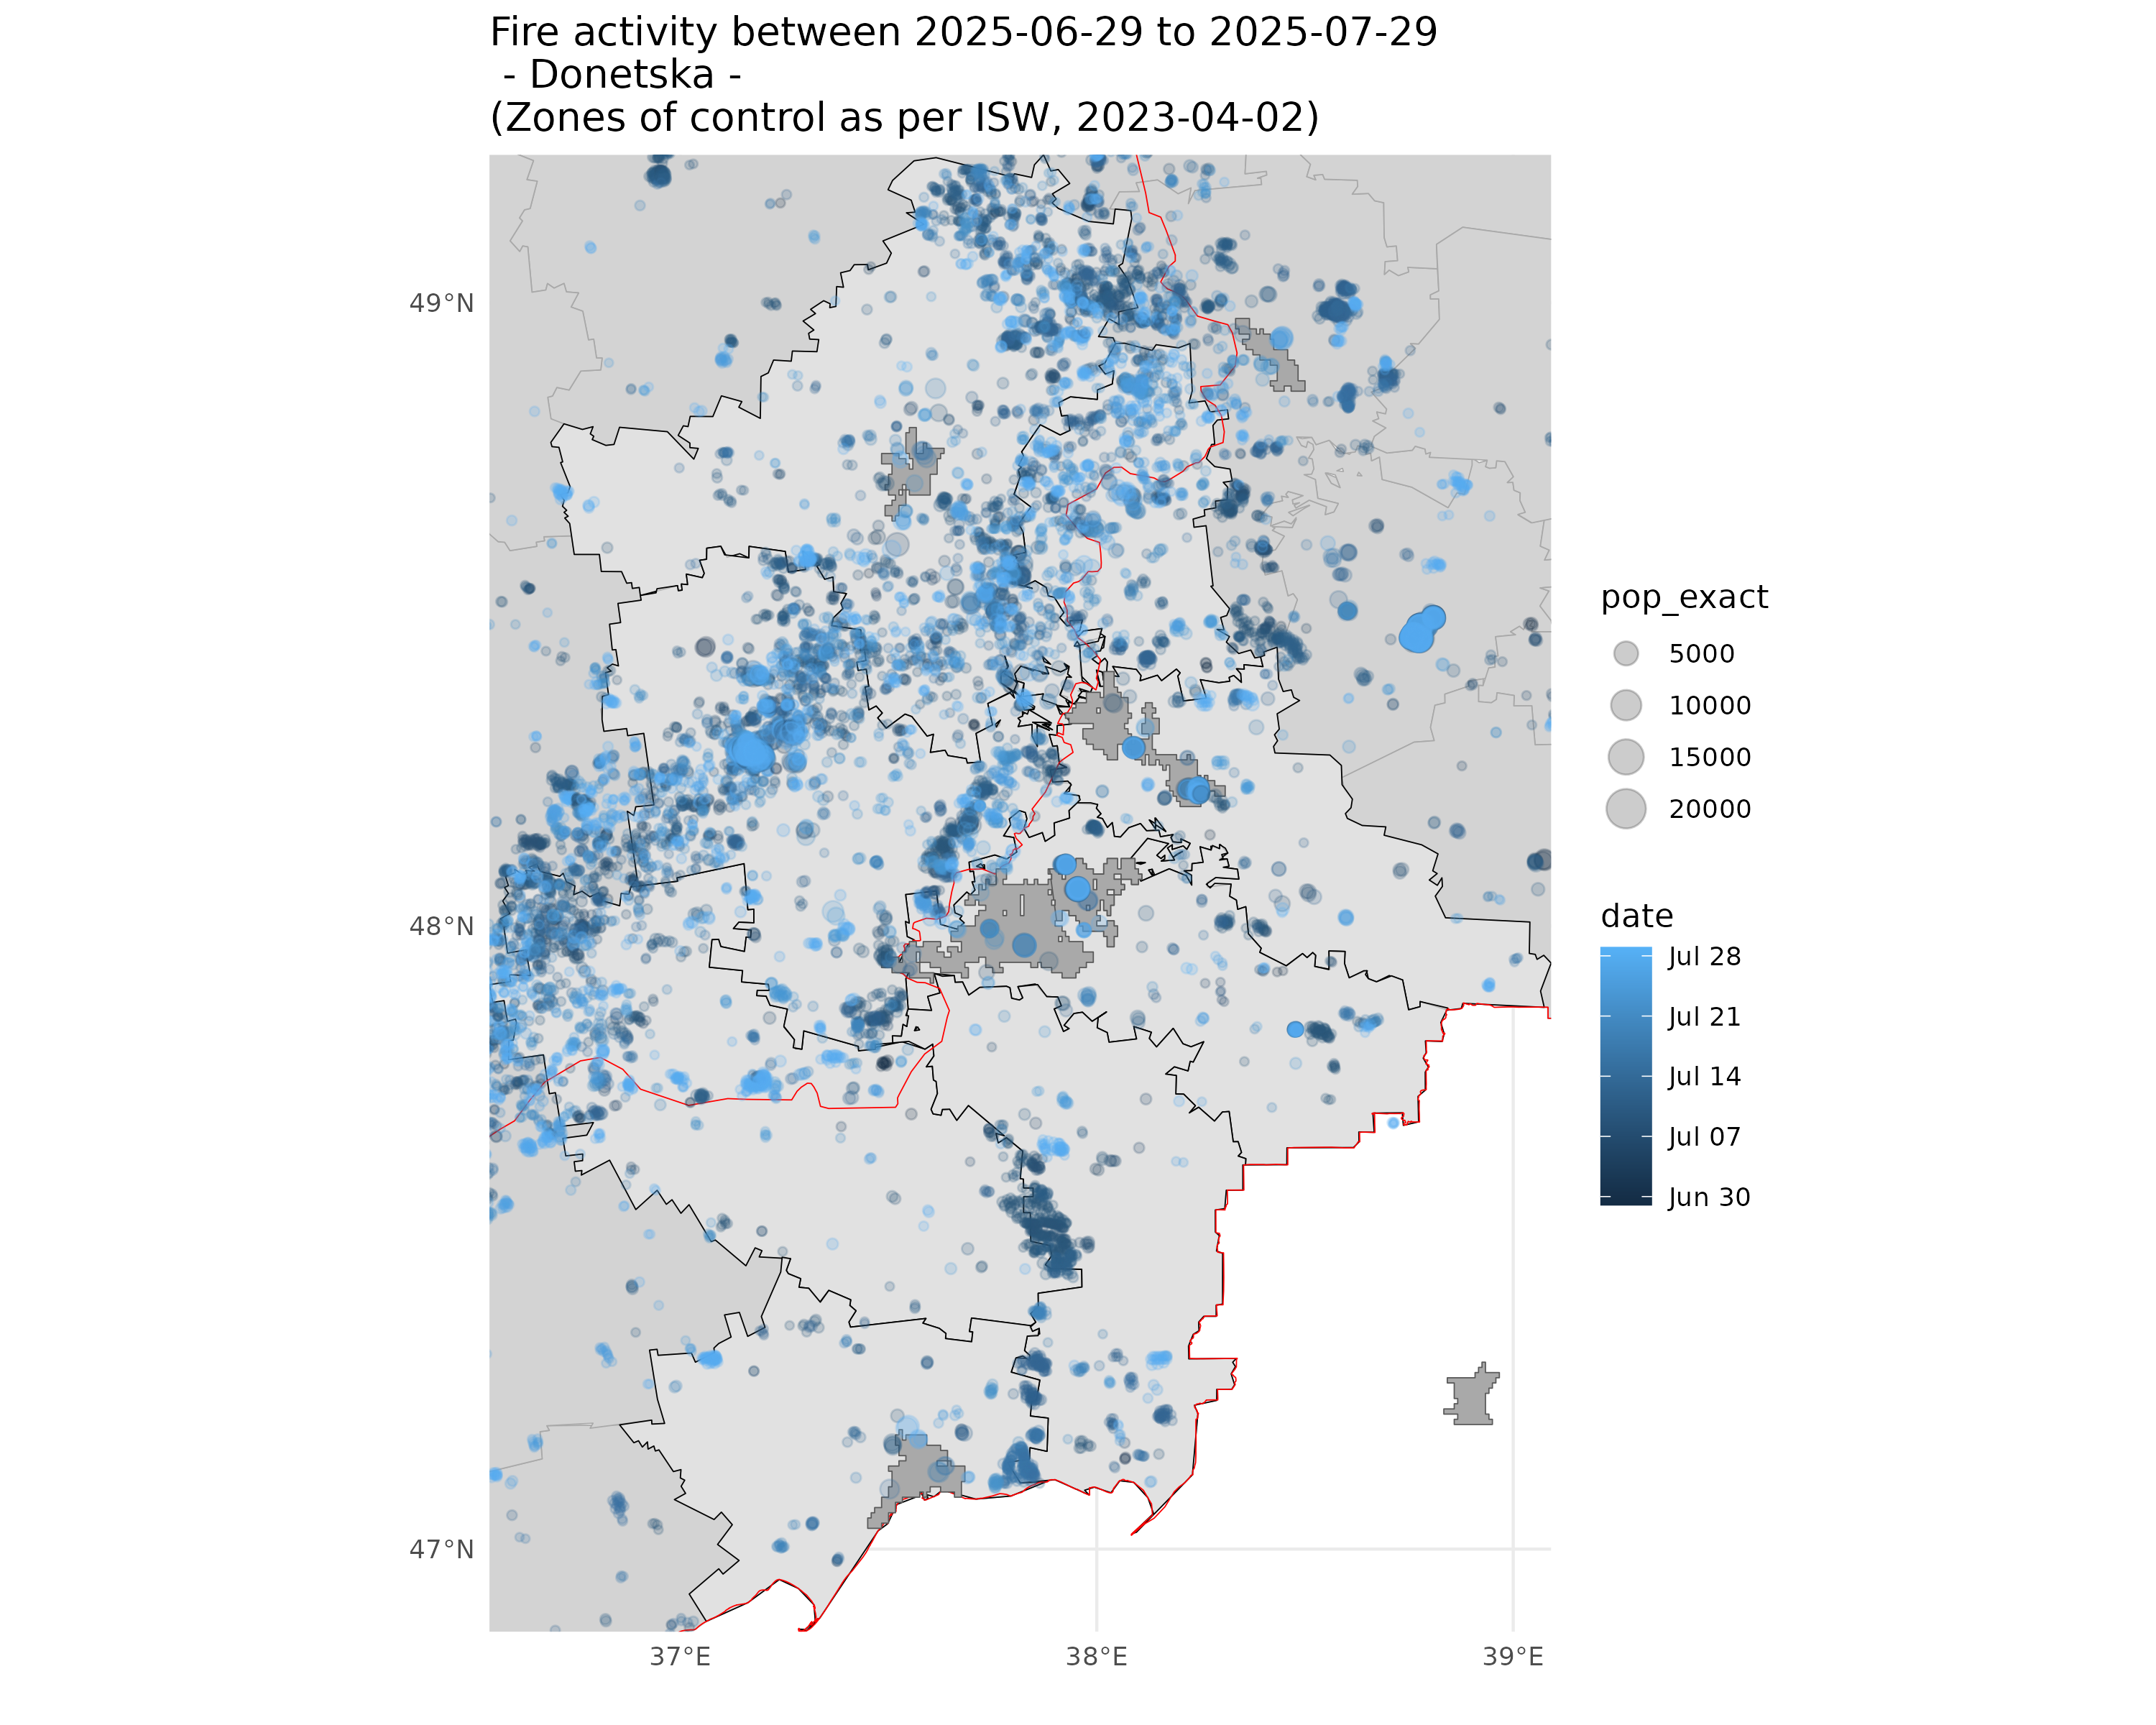 Fire activity between 2025-06-29 to 2025-07-29
- Donetska -
(Zones of control as per ISW, 2023-04-02)
49°N
48°N
47°N
37°E
38°E
39°E
pop_exact
5000
10000
15000
20000
date
Jul 28
Jul 21
Jul 14
Jul 07
Jun 30